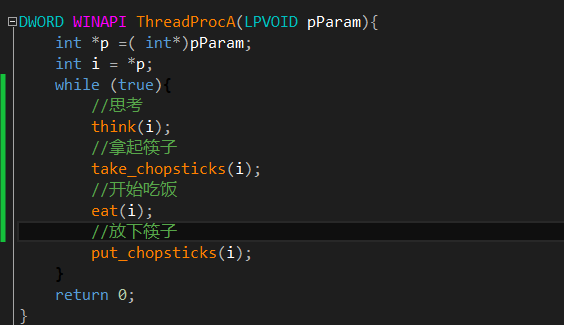 DWORD WINAPI ThreadProcA(LPVOID pParam){
int *p =( int*)pParam;
int i = *p;
while (true){
//思考
think(i);
//拿起筷子
take_chopsticks(i);
//开始吃饭
eat(i);
//放下筷子
put_chopsticks(i);
}
return 0;
}